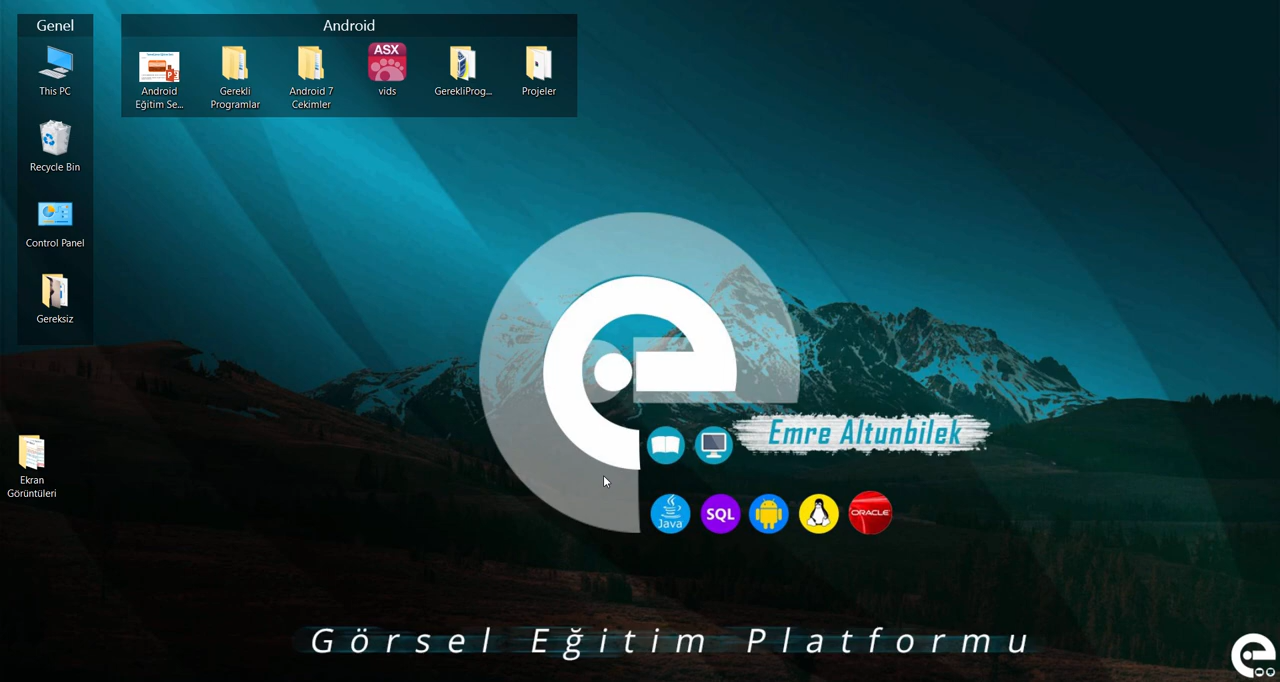 Genel
This PC
Recycle Bin
Control Panel
Gereksiz
Android
Android
Eğitim Se...
Gerekli
Programlar
Android 7
Cekimler
ASX
vids
GerekliProg...
Projeler
Ekran
Görüntüleri
Emre Altunbilek
Java
SQL
ORACLE
Görsel Eğitim Platformu